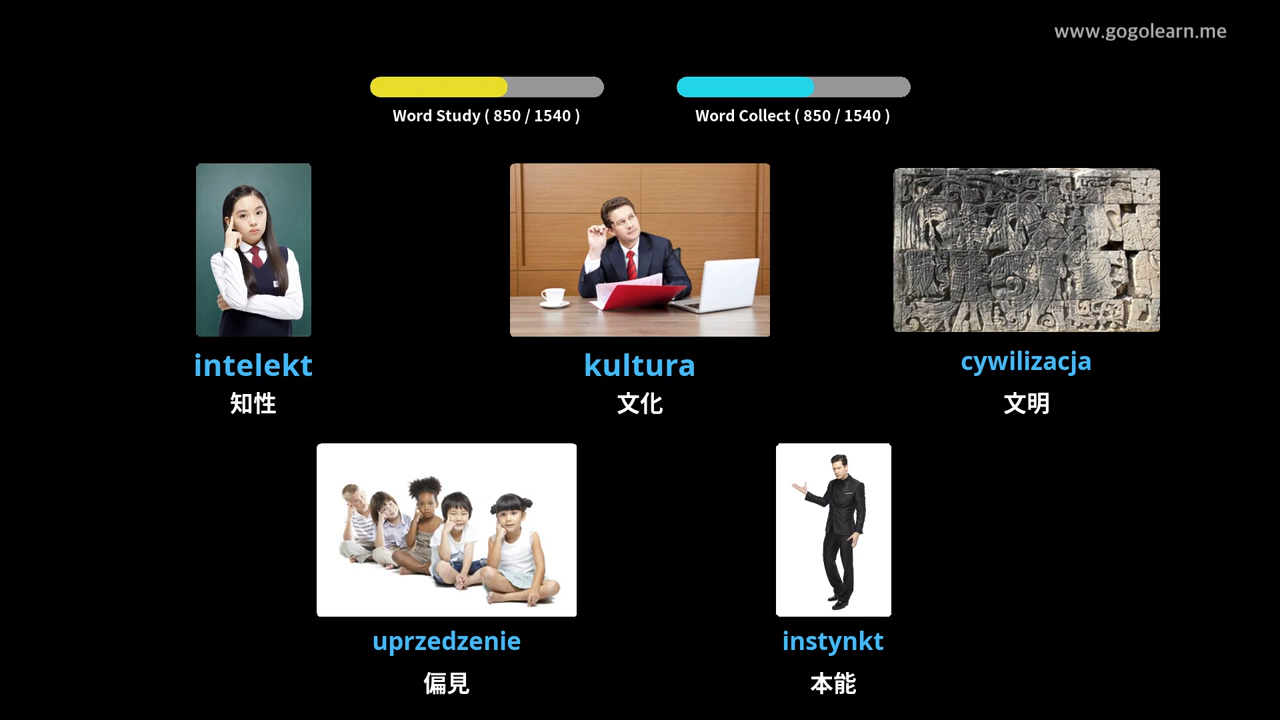 www.gogolearn.me
Word Study ( 850 / 1540 )
Word Collect ( 850 / 1540 )
intelekt
知性
kultura
文化
cywilizacja
文明
uprzedzenie
偏見
instynkt
本能